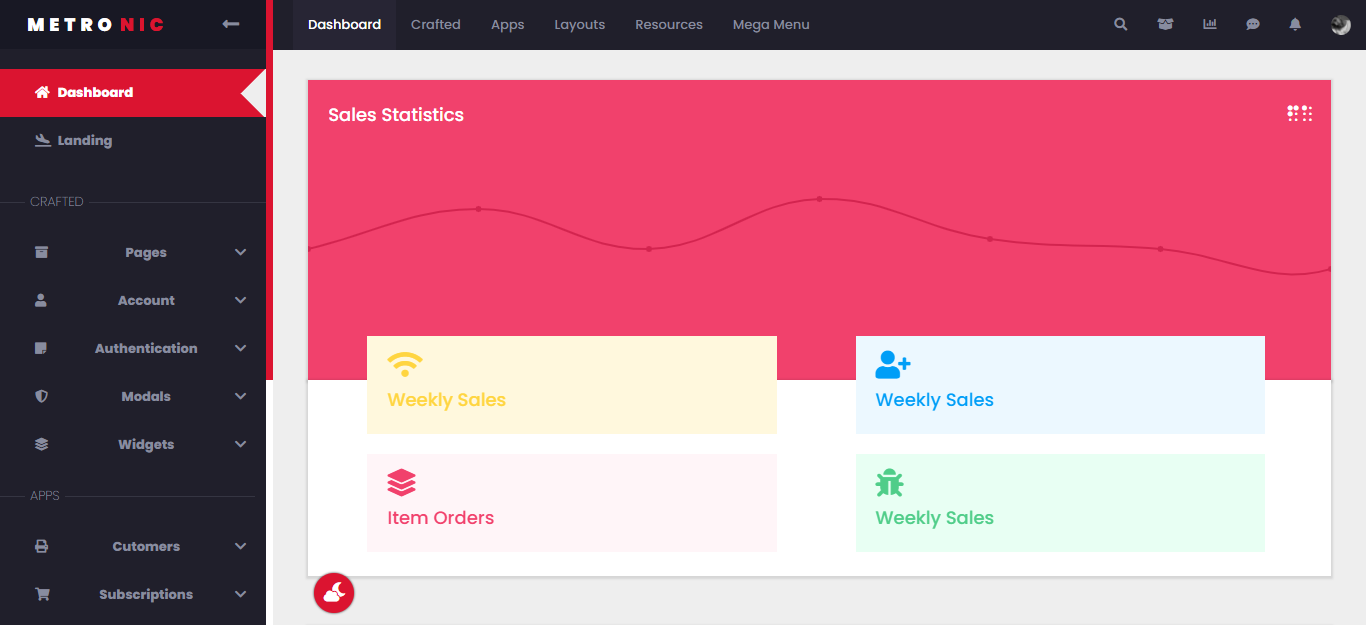 METRONIC
Dashboard
Landing
CRAFTED
Pages
Account
Authentication
Modals
Widgets
APPS
Cutomers
Subscriptions
Dashboard Crafted Apps Layouts Resources Mega Menu
Sales Statistics
Weekly Sales
Weekly Sales
Item Orders
Weekly Sales